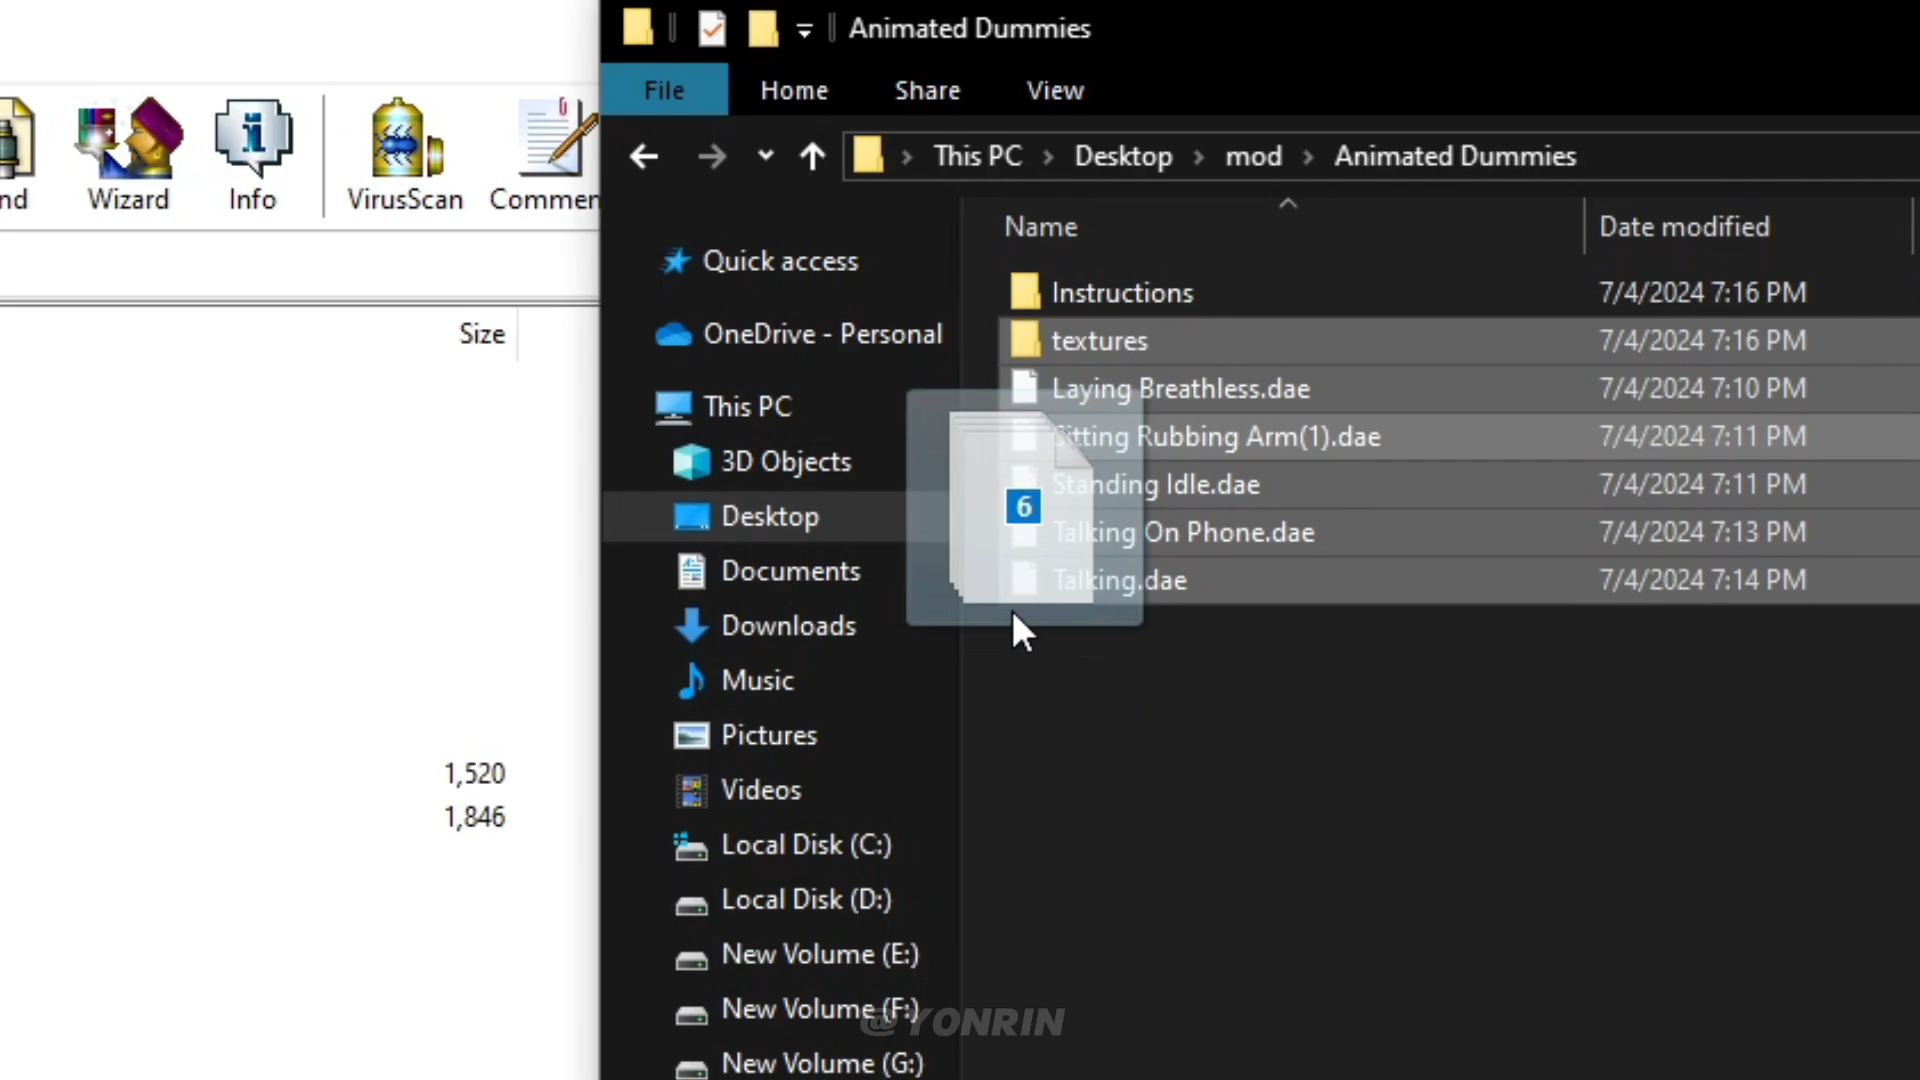 Animated Dummies
File Home Share View
This PC Desktop mod Animated Dummies
nd Wizard Info VirusScan Commen
Size
1,520
1,846
Quick access
OneDrive - Personal
This PC
3D Objects
Desktop
Documents
Downloads
Music
Pictures
Videos
Local Disk (C:)
Local Disk (D:)
New Volume (E:)
New Volume (F:)
New Volume (G:)
Name Date modified
Instructions 7/4/2024 7:16 PM
textures 7/4/2024 7:16 PM
Laying Breathless.dae 7/4/2024 7:10 PM
Sitting Rubbing Arm(1).dae 7/4/2024 7:11 PM
Standing Idle.dae 7/4/2024 7:11 PM
Talking On Phone.dae 7/4/2024 7:13 PM
Talking.dae 7/4/2024 7:14 PM
6
@YONRIN